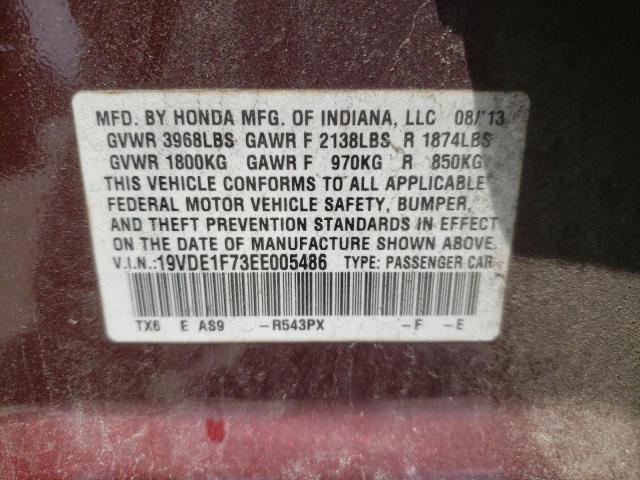 MFD. BY HONDA MFG. OF INDIANA, LLC 08/'13
GVWR 3968LBS GAWR F 2138LBS R 1874LBS
GVWR 1800KG GAWR F 970KG R 850KG
THIS VEHICLE CONFORMS TO ALL APPLICABLE
FEDERAL MOTOR VEHICLE SAFETY, BUMPER,
AND THEFT PREVENTION STANDARDS IN EFFECT
ON THE DATE OF MANUFACTURE SHOWN ABOVE.
V.I.N.:19VDE1F73EE005486 TYPE: PASSENGER CAR
TX6 E AS9 -R543PX -F -E